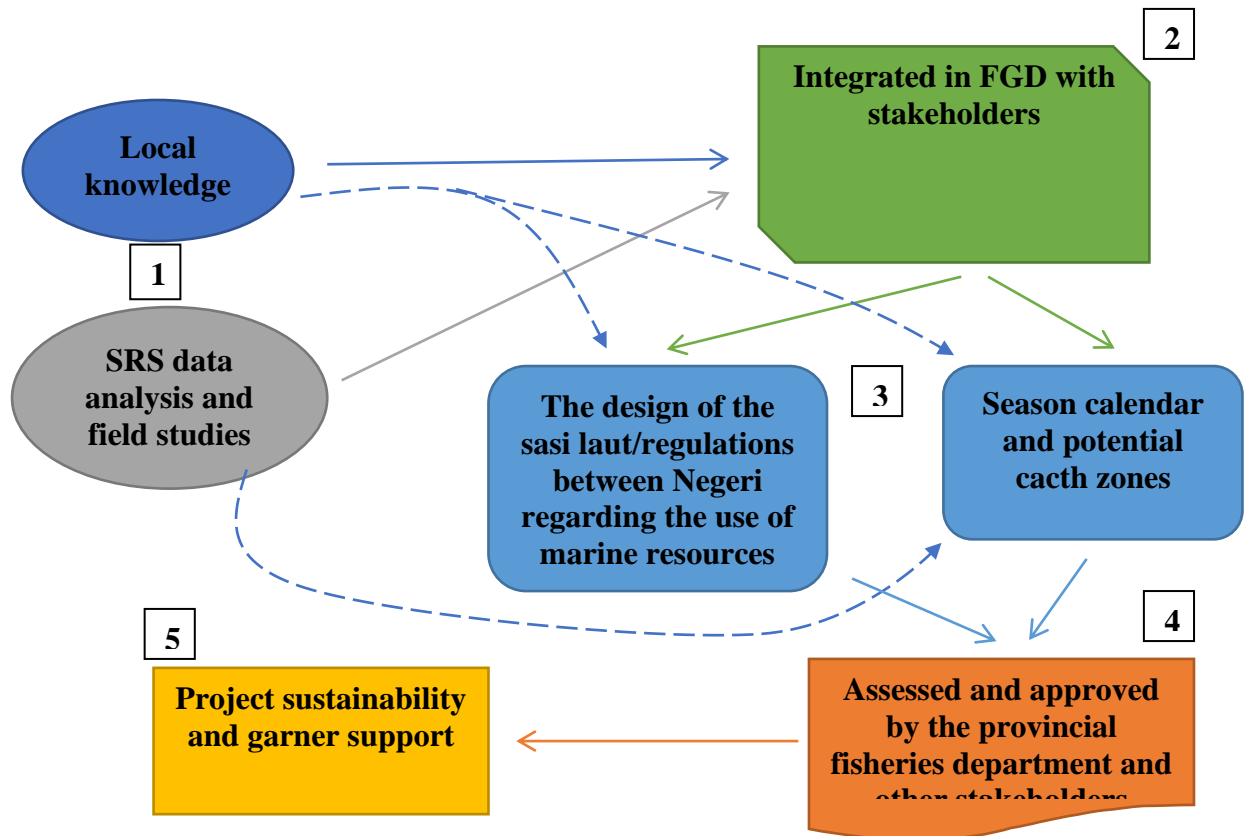 2
Integrated in FGD with
stakeholders
Local
knowledge
1
SRS data
analysis and
field studies
3
The design of the
sasi laut/regulations
between Negeri
regarding the use of
marine resources
Season calendar
and potential
cacth zones
4
5
Project sustainability
and garner support
Assessed and approved
by the provincial
fisheries department and
other stakeholders